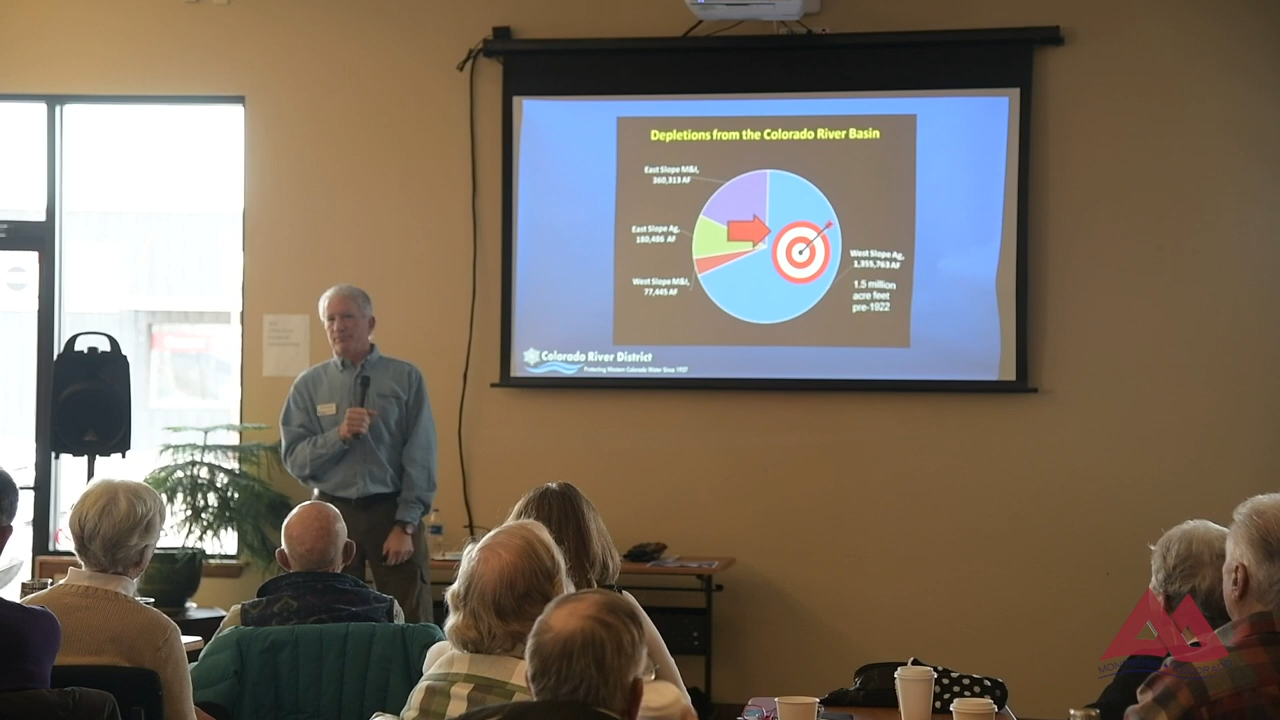 Depletions from the Colorado River Basin
East Slope M&I,
360,313 AF
East Slope Ag,
180,486 AF
West Slope M&I,
77,445 AF
West Slope Ag,
1,355,763 AF
1.5 million
acre feet
pre-1922
Colorado River District
Protecting Western Colorado Water Since 1937